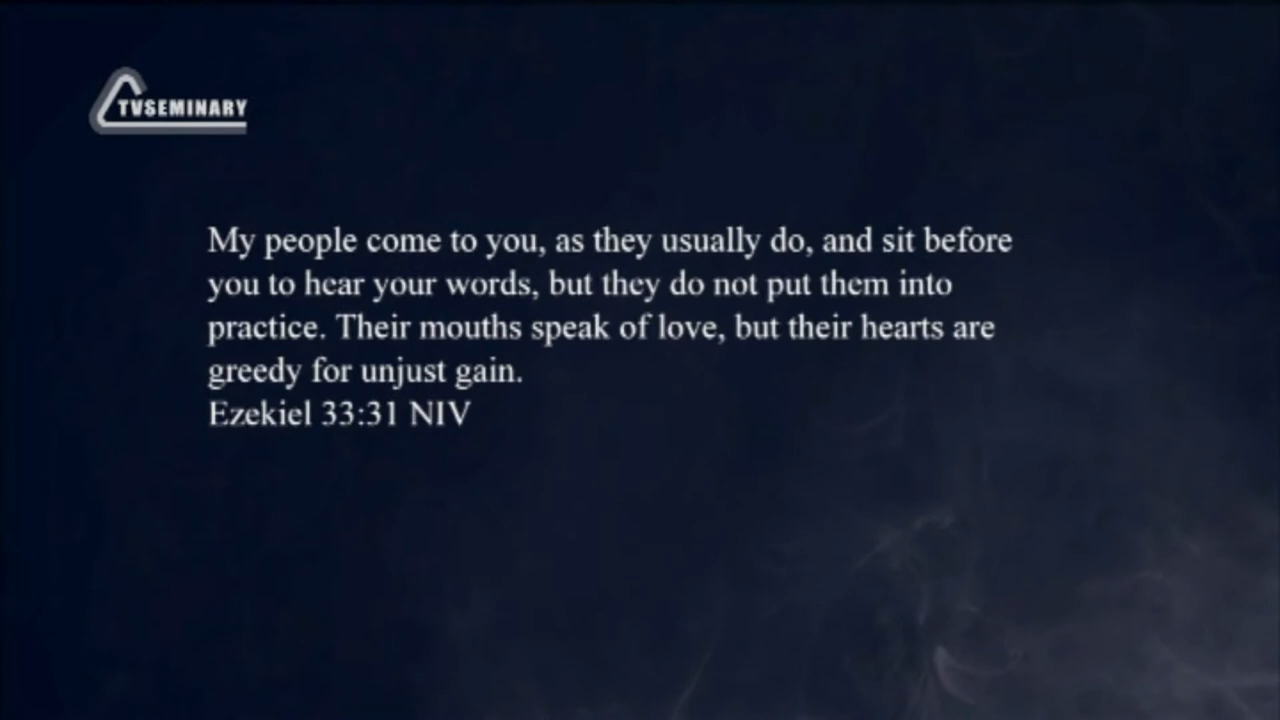 TVSEMINARY
My people come to you, as they usually do, and sit before
you to hear your words, but they do not put them into
practice. Their mouths speak of love, but their hearts are
greedy for unjust gain.
Ezekiel 33:31 NIV